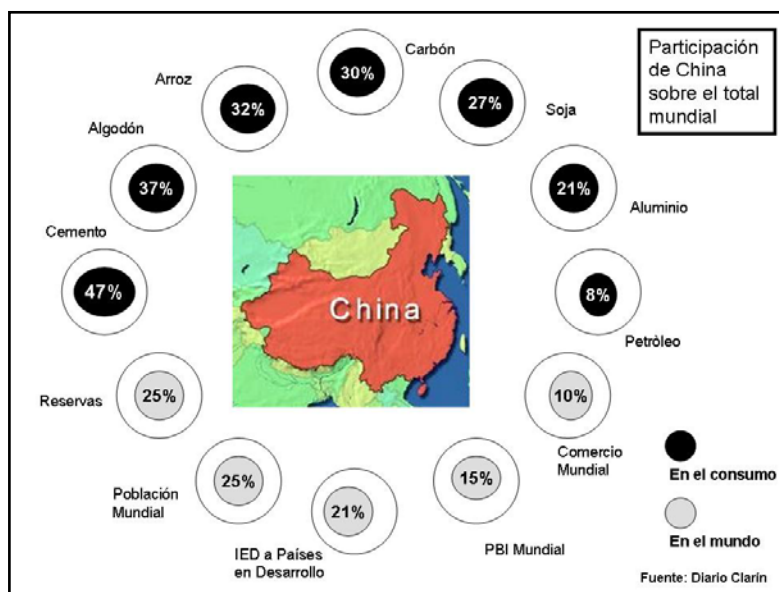 Participación
de China
sobre el total
mundial
Carbón
30%
Soja
27%
Aluminio
21%
Petròleo
8%
Comercio
Mundial
10%
PBI Mundial
15%
IED a Países
en Desarrollo
21%
Población
Mundial
25%
Reservas
25%
Cemento
47%
Algodón
37%
Arroz
32%
China
En el consumo
En el mundo
Fuente: Diario Clarín